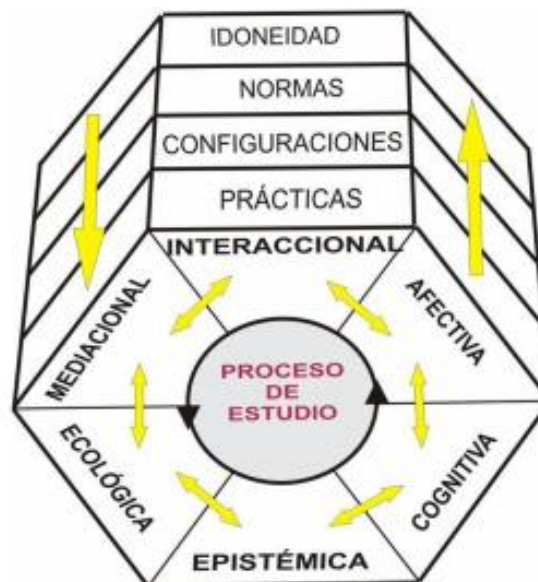 IDONEIDAD
NORMAS
CONFIGURACIONES
PRÁCTICAS
INTERACCIONAL
MEDIACIONAL
AFECTIVA
PROCESO
DE
ESTUDIO
ECOLÓGICA
COGNITIVA
EPISTÉMICA